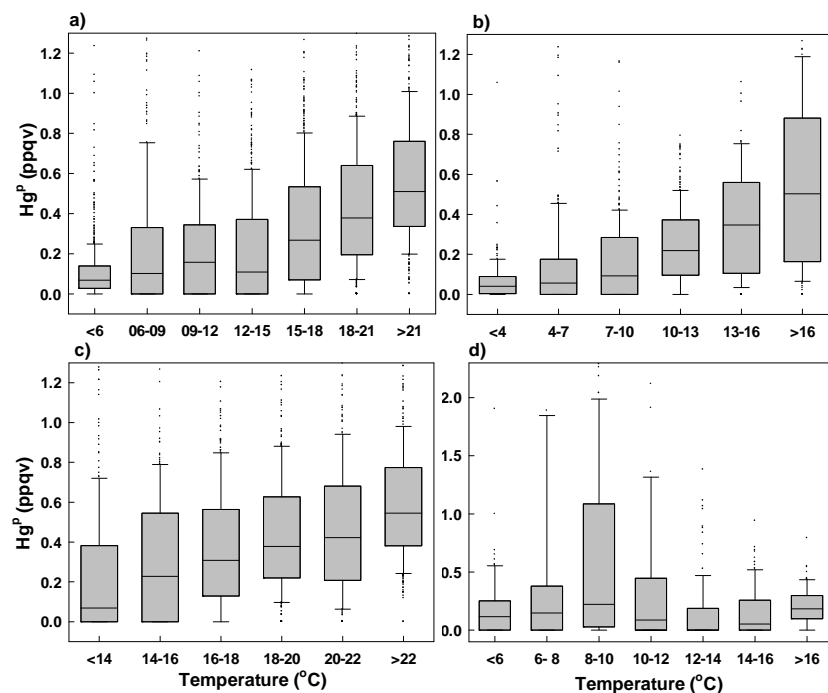 a)
b)
1.2
1.0
0.8
0.6
0.4
0.2
0.0
Hgᵖ (ppqv)
<6 06-09 09-12 12-15 15-18 18-21 >21
1.2
1.0
0.8
0.6
0.4
0.2
0.0
<4 4-7 7-10 10-13 13-16 >16
c)
d)
1.2
1.0
0.8
0.6
0.4
0.2
0.0
Hgᵖ (ppqv)
<14 14-16 16-18 18-20 20-22 >22
Temperature (°C)
2.0
1.5
1.0
0.5
0.0
<6 6- 8 8-10 10-12 12-14 14-16 >16
Temperature (°C)